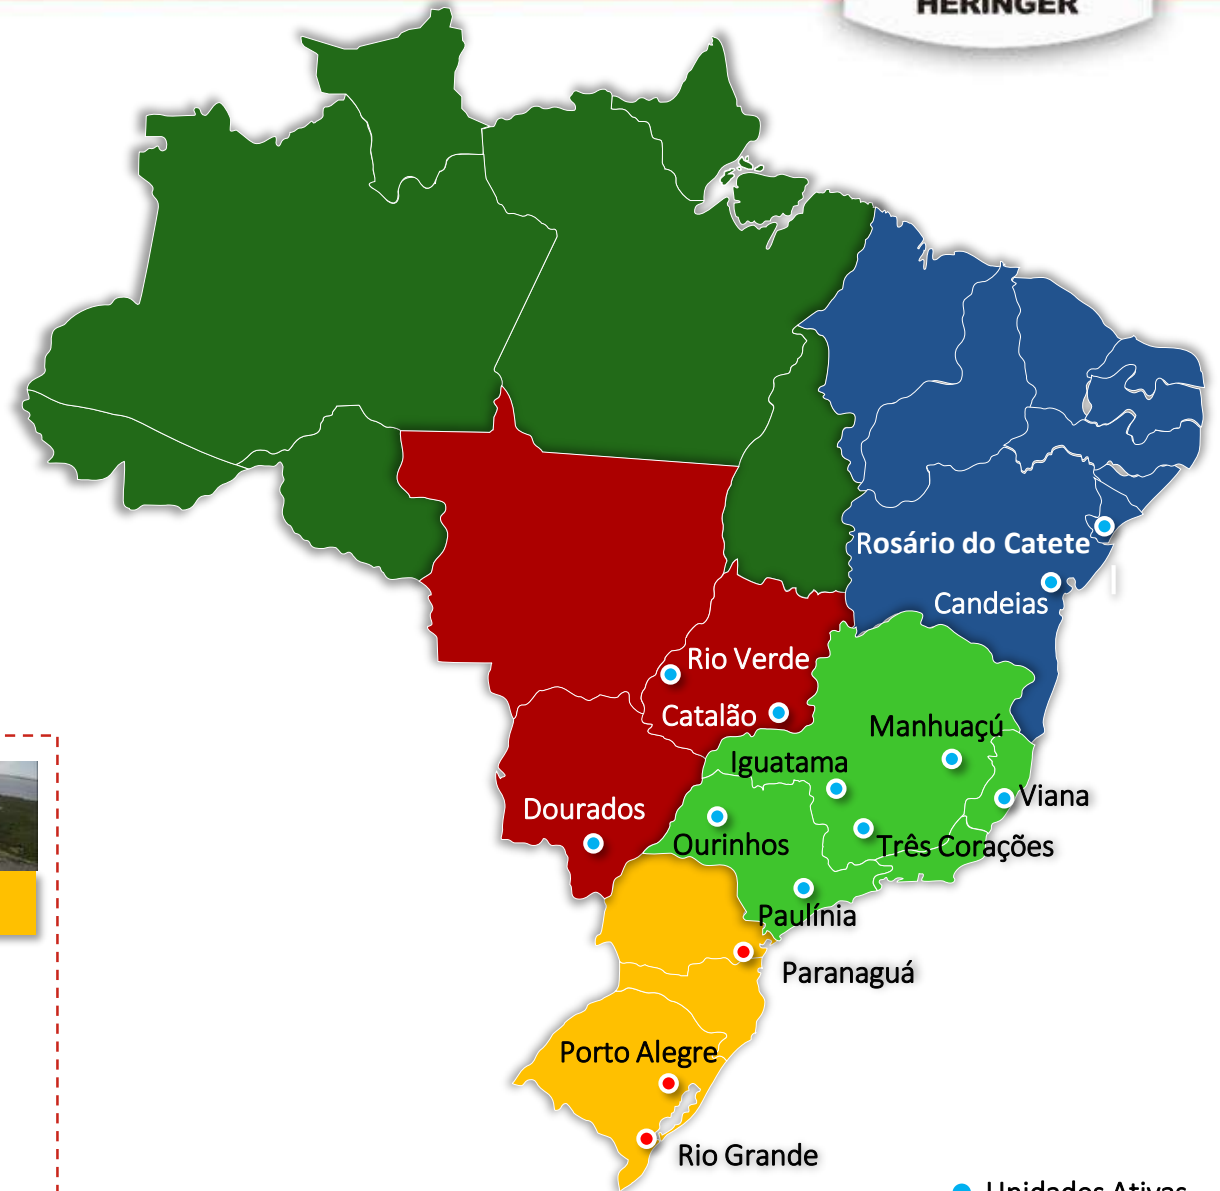 HERINGER
Rosário do Catete
Candeias
Rio Verde
Catalão
Manhuaçú
Iguatama
Viana
Dourados
Ourinhos
Três Corações
Paulínia
Paranaguá
Porto Alegre
Rio Grande
Unidades Ativas